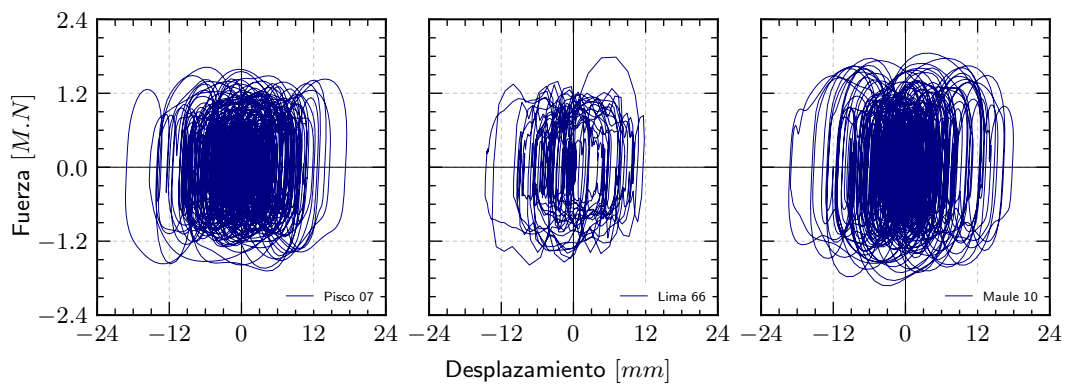 2.4
1.2
0.0
−1.2
−2.4
Fuerza [M.N]
−24 −12 0 12 24
−24 −12 0 12 24
−24 −12 0 12 24
Pisco 07
Lima 66
Maule 10
Desplazamiento [mm]